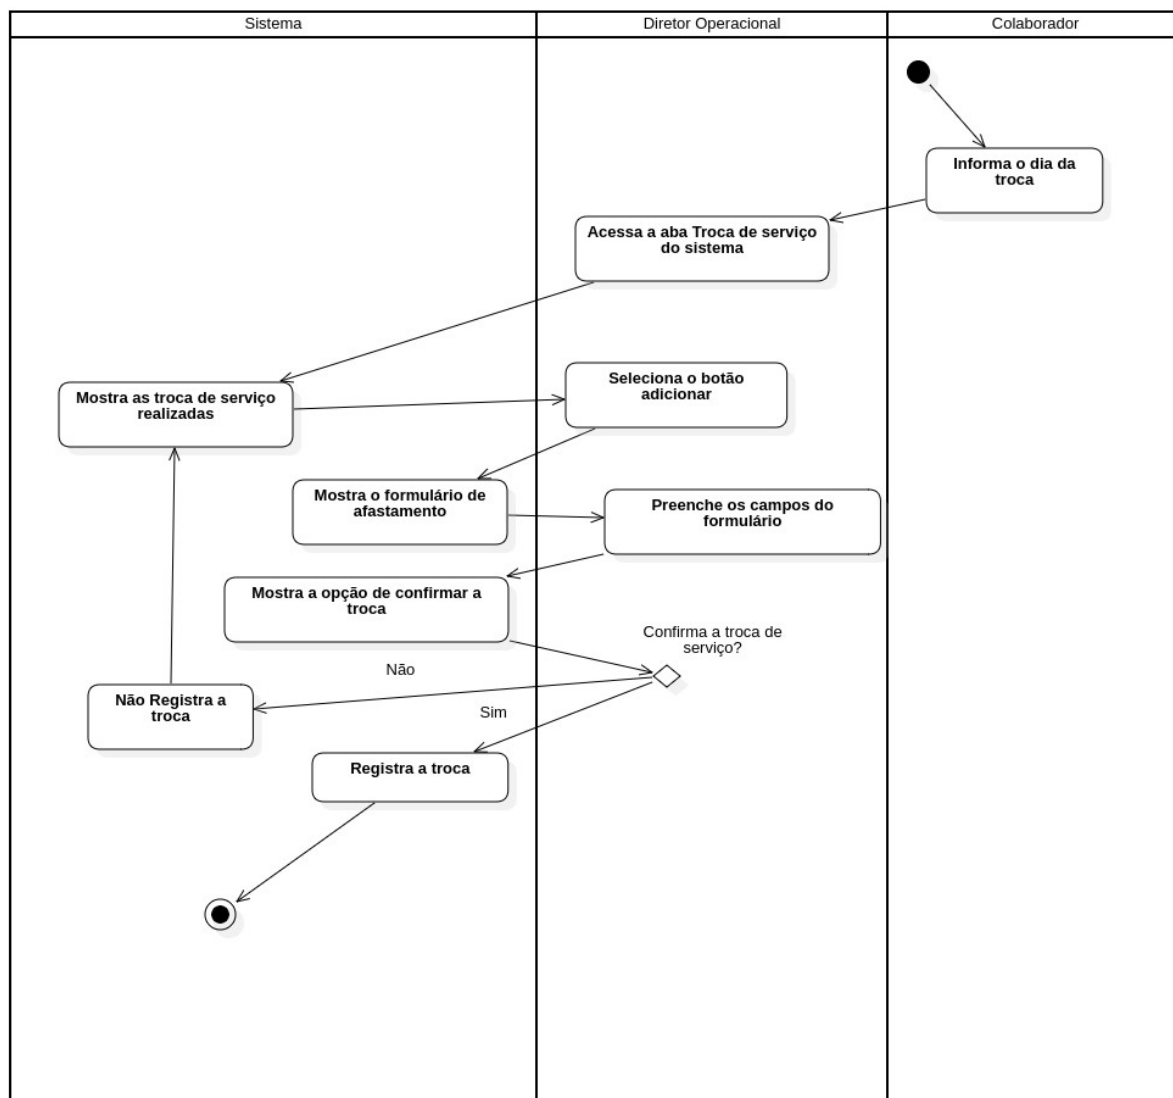 Sistema
Diretor Operacional
Colaborador
Informa o dia da
troca
Acessa a aba Troca de serviço
do sistema
Mostra as troca de serviço
realizadas
Seleciona o botão
adicionar
Mostra o formulário de
afastamento
Preenche os campos do
formulário
Mostra a opção de confirmar a
troca
Confirma a troca de
serviço?
Não
Não Registra a
troca
Sim
Registra a troca